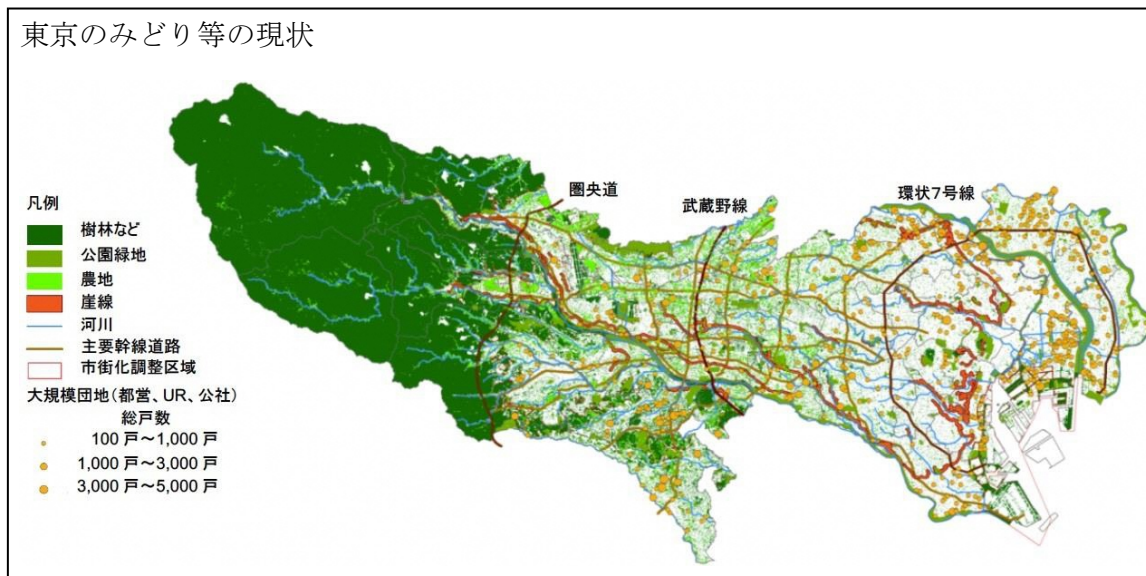 東京のみどり等の現状
圏央道
武蔵野線
環状7号線
凡例
樹林など
公園緑地
農地
崖線
河川
主要幹線道路
市街化調整区域
大規模団地(都営、UR、公社)
総戸数
100 戸～1,000 戸
1,000 戸～3,000 戸
3,000 戸～5,000 戸